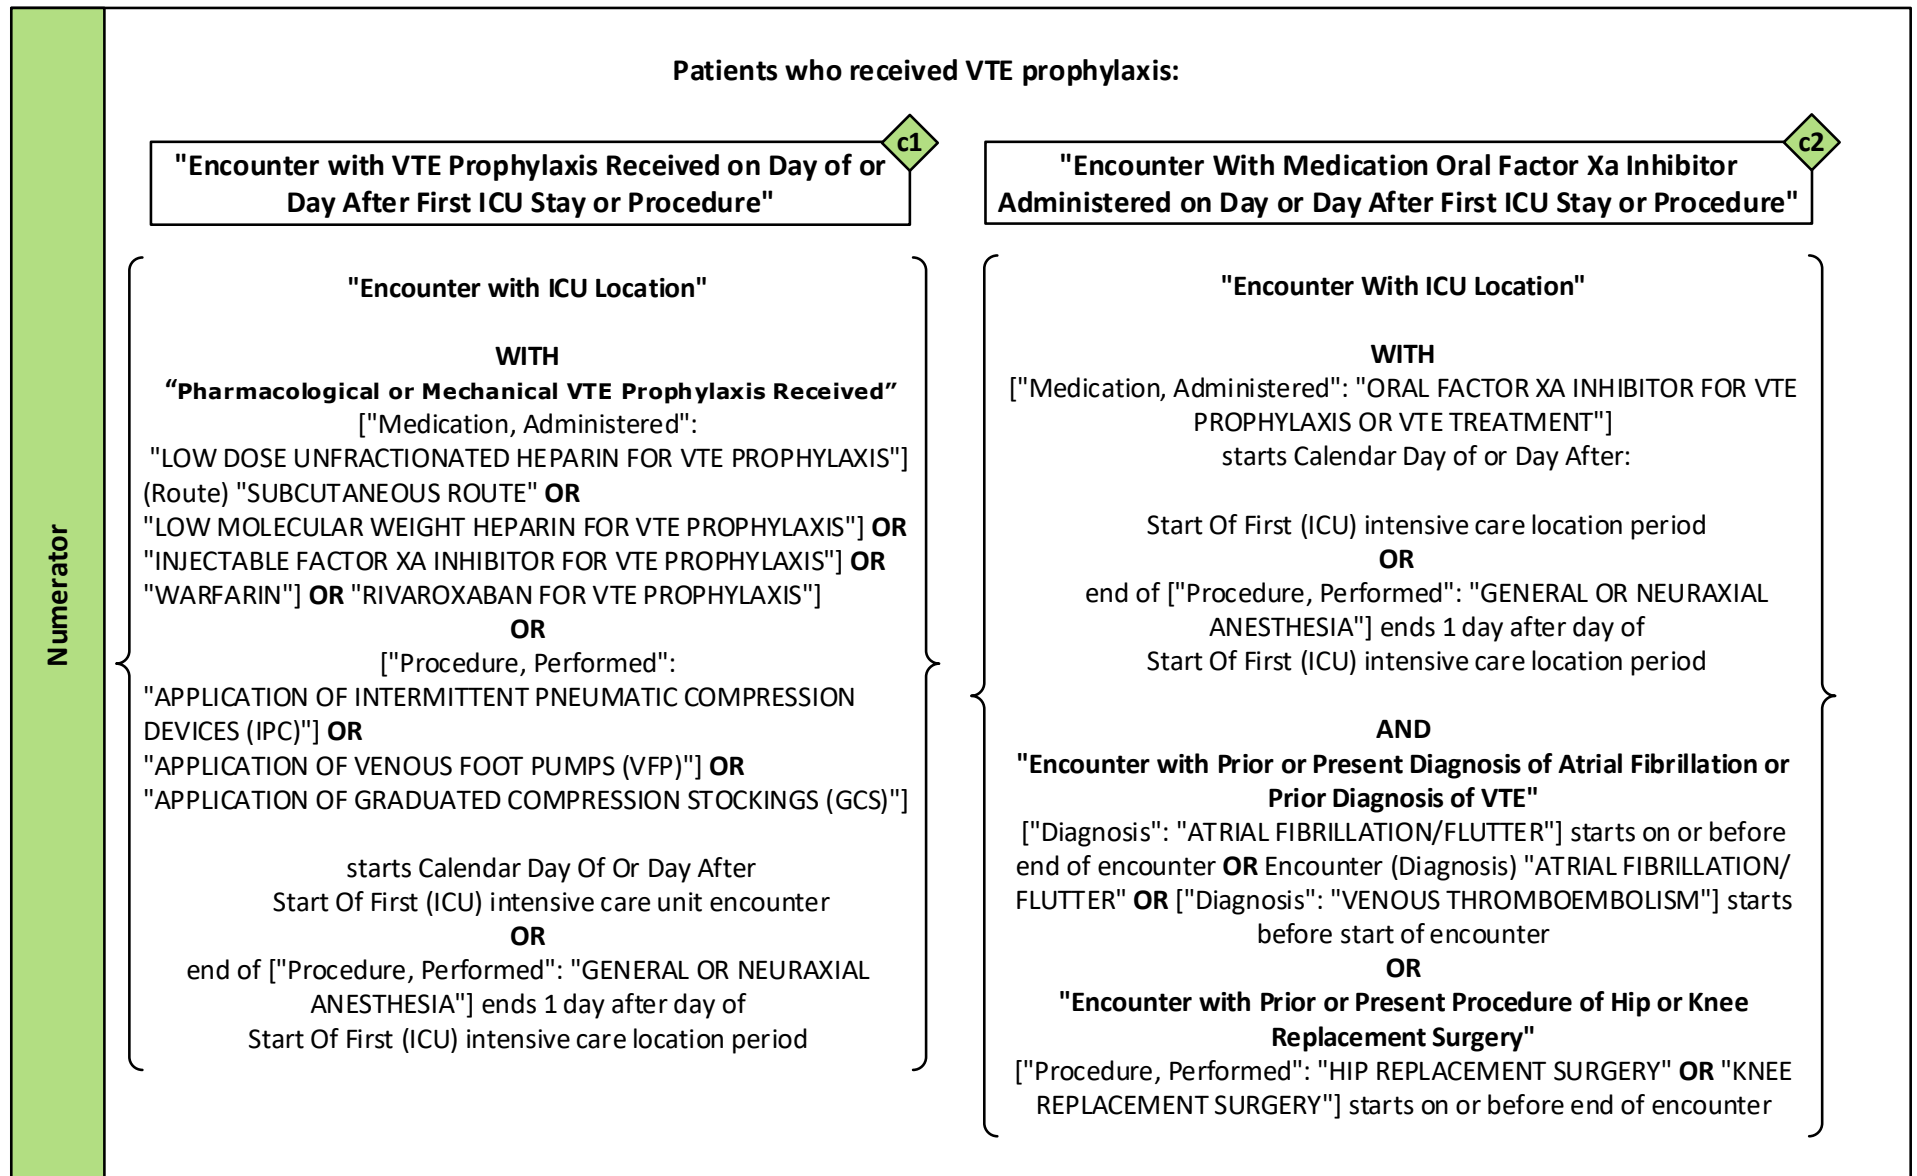 Numerator
Patients who received VTE prophylaxis:
c1
"Encounter with VTE Prophylaxis Received on Day of or
Day After First ICU Stay or Procedure"
"Encounter with ICU Location"
WITH
“Pharmacological or Mechanical VTE Prophylaxis Received”
["Medication, Administered":
"LOW DOSE UNFRACTIONATED HEPARIN FOR VTE PROPHYLAXIS"]
(Route) "SUBCUTANEOUS ROUTE" OR
"LOW MOLECULAR WEIGHT HEPARIN FOR VTE PROPHYLAXIS"] OR
"INJECTABLE FACTOR XA INHIBITOR FOR VTE PROPHYLAXIS"] OR
"WARFARIN"] OR "RIVAROXABAN FOR VTE PROPHYLAXIS"]
OR
["Procedure, Performed":
"APPLICATION OF INTERMITTENT PNEUMATIC COMPRESSION
DEVICES (IPC)"] OR
"APPLICATION OF VENOUS FOOT PUMPS (VFP)"] OR
"APPLICATION OF GRADUATED COMPRESSION STOCKINGS (GCS)"]
starts Calendar Day Of Or Day After
Start Of First (ICU) intensive care unit encounter
OR
end of ["Procedure, Performed": "GENERAL OR NEURAXIAL
ANESTHESIA"] ends 1 day after day of
Start Of First (ICU) intensive care location period
c2
"Encounter With Medication Oral Factor Xa Inhibitor
Administered on Day or Day After First ICU Stay or Procedure"
"Encounter With ICU Location"
WITH
["Medication, Administered": "ORAL FACTOR XA INHIBITOR FOR VTE
PROPHYLAXIS OR VTE TREATMENT"]
starts Calendar Day of or Day After:
Start Of First (ICU) intensive care location period
OR
end of ["Procedure, Performed": "GENERAL OR NEURAXIAL
ANESTHESIA"] ends 1 day after day of
Start Of First (ICU) intensive care location period
AND
"Encounter with Prior or Present Diagnosis of Atrial Fibrillation or
Prior Diagnosis of VTE"
["Diagnosis": "ATRIAL FIBRILLATION/FLUTTER"] starts on or before
end of encounter OR Encounter (Diagnosis) "ATRIAL FIBRILLATION/
FLUTTER" OR ["Diagnosis": "VENOUS THROMBOEMBOLISM"] starts
before start of encounter
OR
"Encounter with Prior or Present Procedure of Hip or Knee
Replacement Surgery"
["Procedure, Performed": "HIP REPLACEMENT SURGERY" OR "KNEE
REPLACEMENT SURGERY"] starts on or before end of encounter